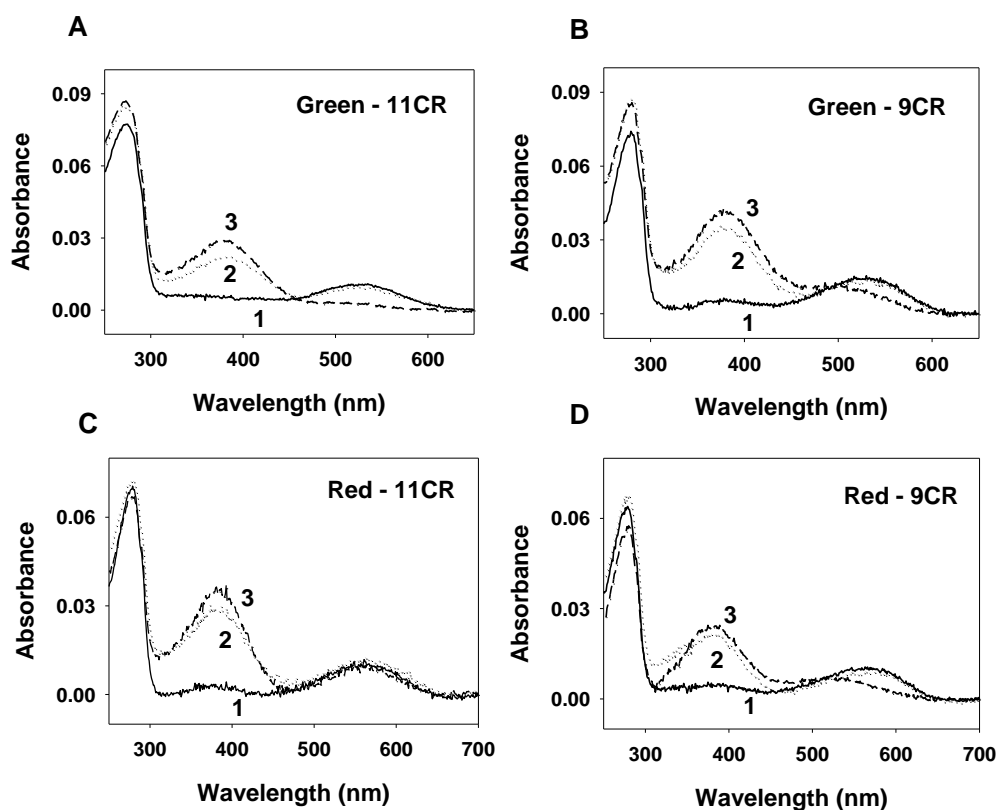 A
Green - 11CR
0.09
0.06
0.03
0.00
Absorbance
3
2
1
300 400 500 600
Wavelength (nm)
B
Green - 9CR
0.09
0.06
0.03
0.00
Absorbance
3
2
1
300 400 500 600
Wavelength (nm)
C
Red - 11CR
0.06
0.03
0.00
Absorbance
3
2
1
300 400 500 600 700
Wavelength (nm)
D
Red - 9CR
0.06
0.03
0.00
Absorbance
3
2
1
300 400 500 600 700
Wavelength (nm)